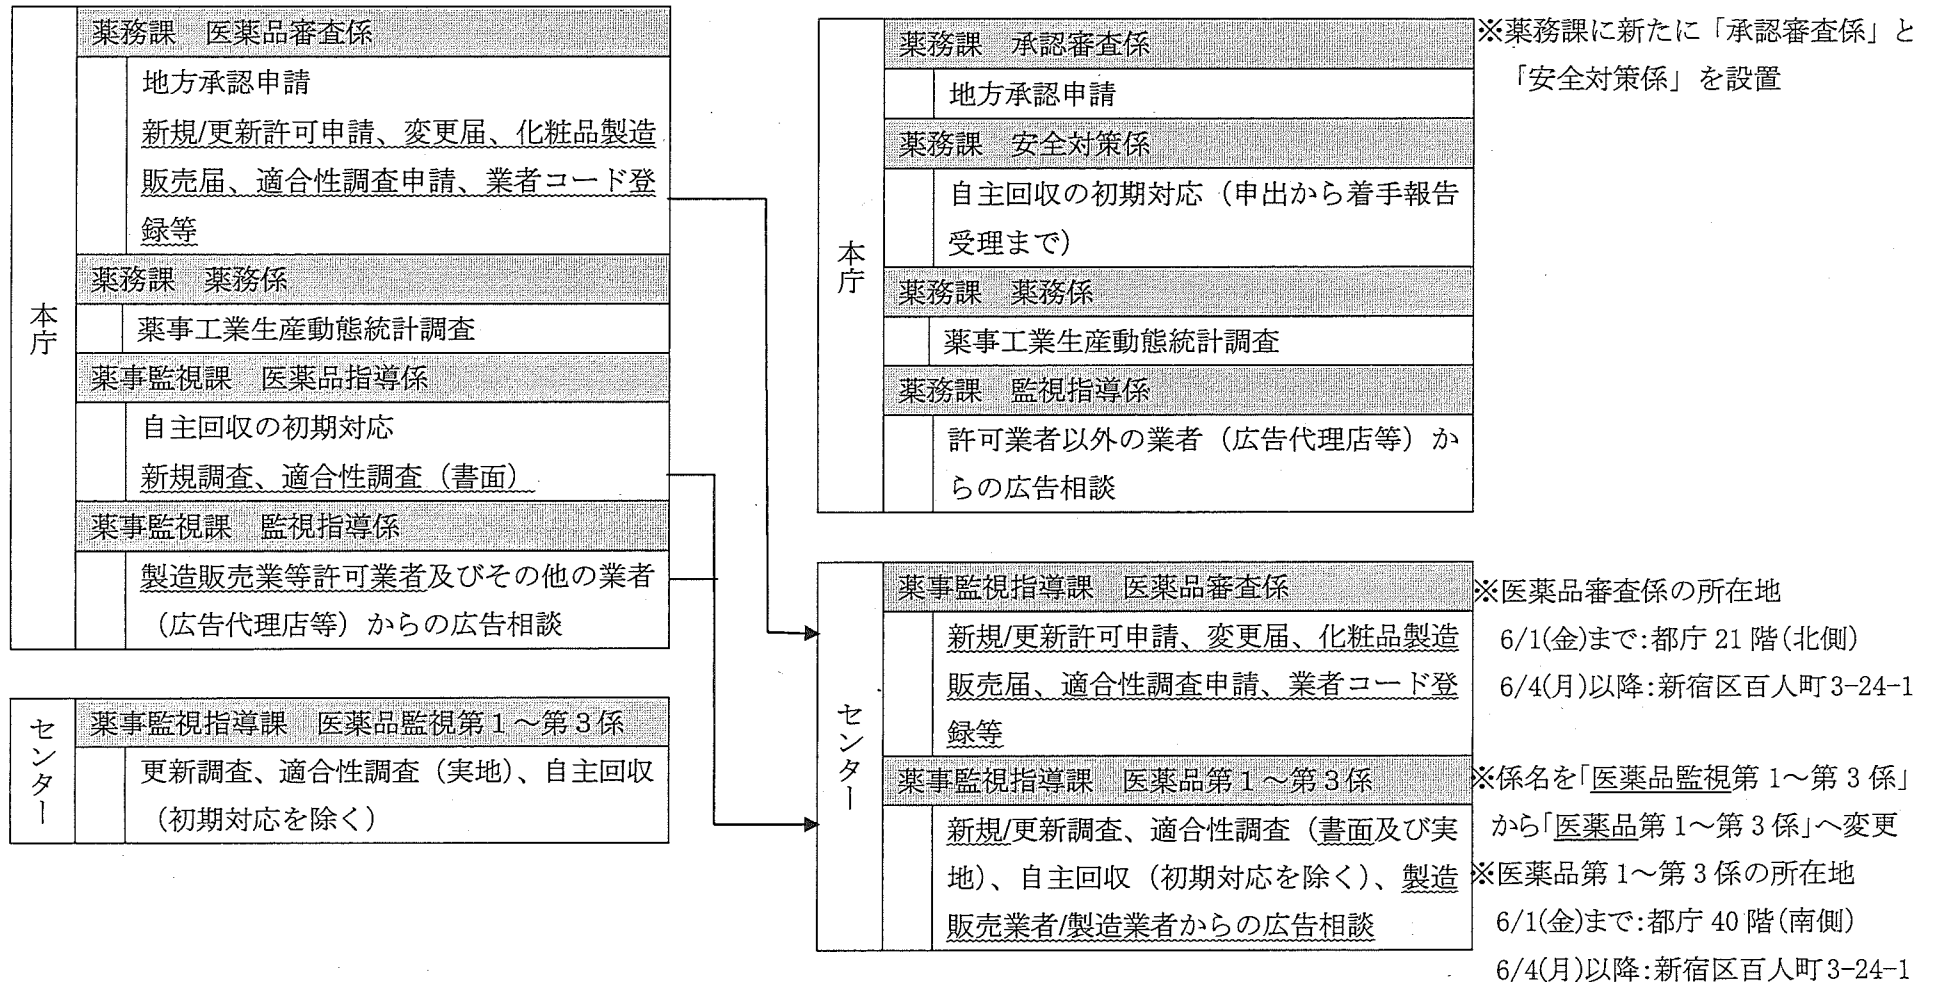 本庁
薬務課 医薬品審査係
地方承認申請
新規/更新許可申請、変更届、化粧品製造
販売届、適合性調査申請、業者コード登
録等
薬務課 薬務係
薬事工業生産動態統計調査
薬事監視課 医薬品指導係
自主回収の初期対応
新規調査、適合性調査（書面）
薬事監視課 監視指導係
製造販売業等許可業者及びその他の業者
（広告代理店等）からの広告相談
センター
薬事監視指導課 医薬品監視第１～第３係
更新調査、適合性調査（実地）、自主回収
（初期対応を除く）
本庁
薬務課 承認審査係
地方承認申請
薬務課 安全対策係
自主回収の初期対応（申出から着手報告
受理まで）
薬務課 薬務係
薬事工業生産動態統計調査
薬務課 監視指導係
許可業者以外の業者（広告代理店等）か
らの広告相談
センター
薬事監視指導課 医薬品審査係
新規/更新許可申請、変更届、化粧品製造
販売届、適合性調査申請、業者コード登
録等
薬事監視指導課 医薬品第１～第３係
新規/更新調査、適合性調査（書面及び実
地）、自主回収（初期対応を除く）、製造
販売業者/製造業者からの広告相談
※薬務課に新たに「承認審査係」と
「安全対策係」を設置
※医薬品審査係の所在地
6/1(金)まで：都庁 21 階(北側)
6/4(月)以降：新宿区百人町 3-24-1
※係名を「医薬品監視第 1～第 3 係」
から「医薬品第 1～第 3 係」へ変更
※医薬品第 1～第 3 係の所在地
6/1(金)まで：都庁 40 階(南側)
6/4(月)以降：新宿区百人町 3-24-1